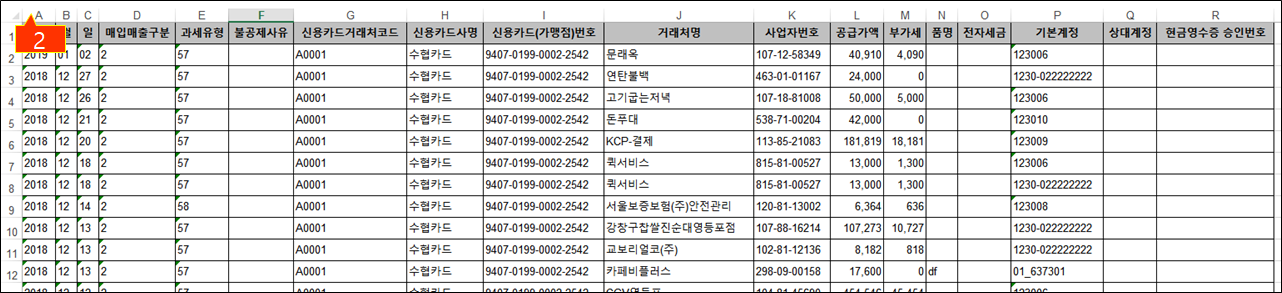 A B C D E F G H I J K L M N O P Q R
2
1 월 일 매입매출구분 과세유형 불공제사유 신용카드거래처코드 신용카드사명 신용카드(가맹점)번호 거래처명 사업자번호 공급가액 부가세 품명 전자세금 기본계정 상대계정 현금영수증 승인번호
2 2019 01 02 2 57 A0001 수협카드 9407-0199-0002-2542 문래옥 107-12-58349 40,910 4,090 123006
3 2018 12 27 2 57 A0001 수협카드 9407-0199-0002-2542 연탄불백 463-01-01167 24,000 0 1230-022222222
4 2018 12 26 2 57 A0001 수협카드 9407-0199-0002-2542 고기굽는저녁 107-18-81008 50,000 5,000 123006
5 2018 12 21 2 57 A0001 수협카드 9407-0199-0002-2542 돈푸대 538-71-00204 42,000 0 123010
6 2018 12 20 2 57 A0001 수협카드 9407-0199-0002-2542 KCP-결제 113-85-21083 181,819 18,181 123009
7 2018 12 18 2 57 A0001 수협카드 9407-0199-0002-2542 퀵서비스 815-81-00527 13,000 1,300 123006
8 2018 12 18 2 57 A0001 수협카드 9407-0199-0002-2542 퀵서비스 815-81-00527 13,000 1,300 1230-022222222
9 2018 12 14 2 58 A0001 수협카드 9407-0199-0002-2542 서울보증보험(주)안전관리 120-81-13002 6,364 636 123008
10 2018 12 13 2 57 A0001 수협카드 9407-0199-0002-2542 강창구찹쌀진순대영등포점 107-88-16214 107,273 10,727 1230-022222222
11 2018 12 13 2 57 A0001 수협카드 9407-0199-0002-2542 교보리얼코(주) 102-81-12136 8,182 818 1230-022222222
12 2018 12 13 2 57 A0001 수협카드 9407-0199-0002-2542 카페비플러스 298-09-00158 17,600 0 df 01_637301